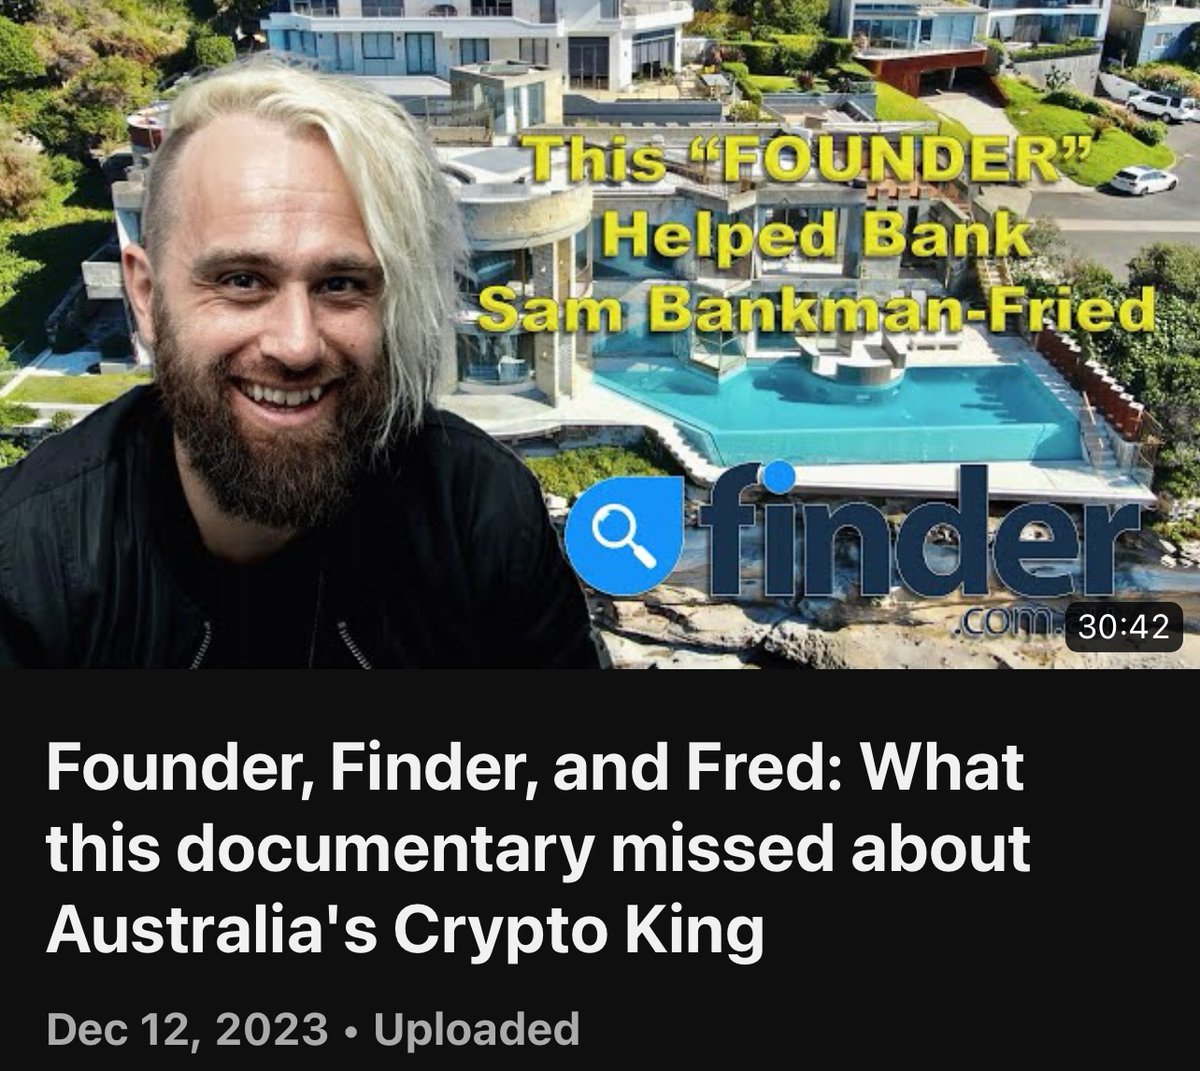 This “FOUNDER”
Helped Bank
Sam Bankman-Fried
finder
.com.
30:42
Founder, Finder, and Fred: What
this documentary missed about
Australia's Crypto King
Dec 12, 2023 • Uploaded